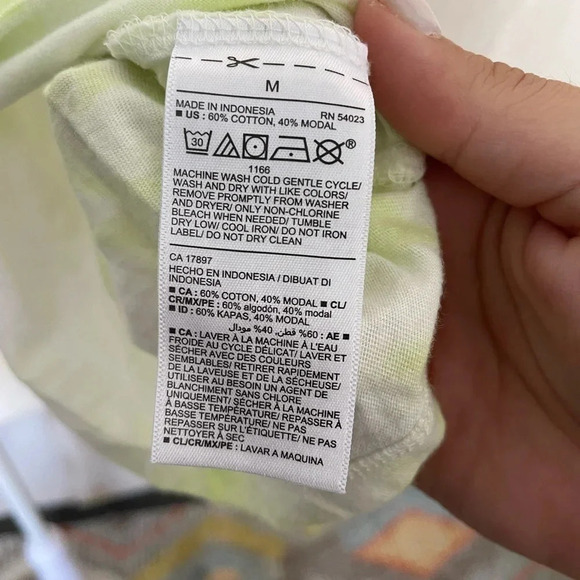 M
MADE IN INDONESIA RN 54023
■ US : 60% COTTON, 40% MODAL
30 ®
1166
MACHINE WASH COLD GENTLE CYCLE/
WASH AND DRY WITH LIKE COLORS/
REMOVE PROMPTLY FROM WASHER
AND DRYER/ ONLY NON-CHLORINE
BLEACH WHEN NEEDED/ TUMBLE
DRY LOW/ COOL IRON/ DO NOT IRON
LABEL/ DO NOT DRY CLEAN
CA 17897
HECHO EN INDONESIA / DIBUAT DI
INDONESIA
■ CA : 60% COTON, 40% MODAL ■ CL/
CR/MX/PE : 60% algodón, 40% modal
■ ID : 60% KAPAS, 40% MODAL
■ AE : 60% قطن, 40% مودال
■ CA : LAVER À LA MACHINE À L'EAU
FROIDE AU CYCLE DÉLICAT/ LAVER ET
SÉCHER AVEC DES COULEURS
SEMBLABLES/ RETIRER RAPIDEMENT
DE LA LAVEUSE ET DE LA SÉCHEUSE/
UTILISER AU BESOIN UN AGENT DE
BLANCHIMENT SANS CHLORE
UNIQUEMENT/ SÉCHER À LA MACHINE
À BASSE TEMPÉRATURE/ REPASSER À
BASSE TEMPÉRATURE/ NE PAS
REPASSER SUR L'ÉTIQUETTE/ NE PAS
NETTOYER À SEC
■ CL/CR/MX/PE : LAVAR A MAQUINA